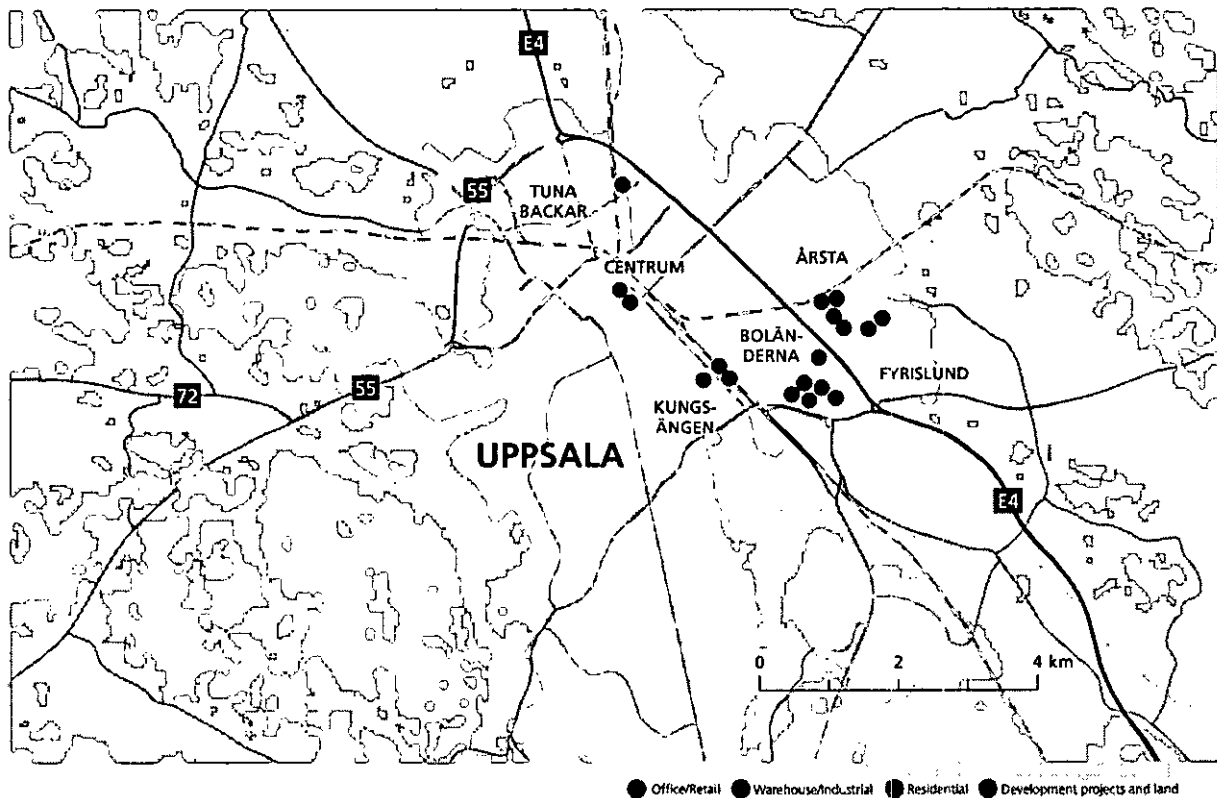 E4
55
TUNA
BACKAR
CENTRUM
ÅRSTA
BOLÄN-
DERNA
FYRISLUND
72
55
KUNGS-
ÄNGEN
UPPSALA
E4
0 2 4 km
Office/Retail Warehouse/Industrial Residential Development projects and land